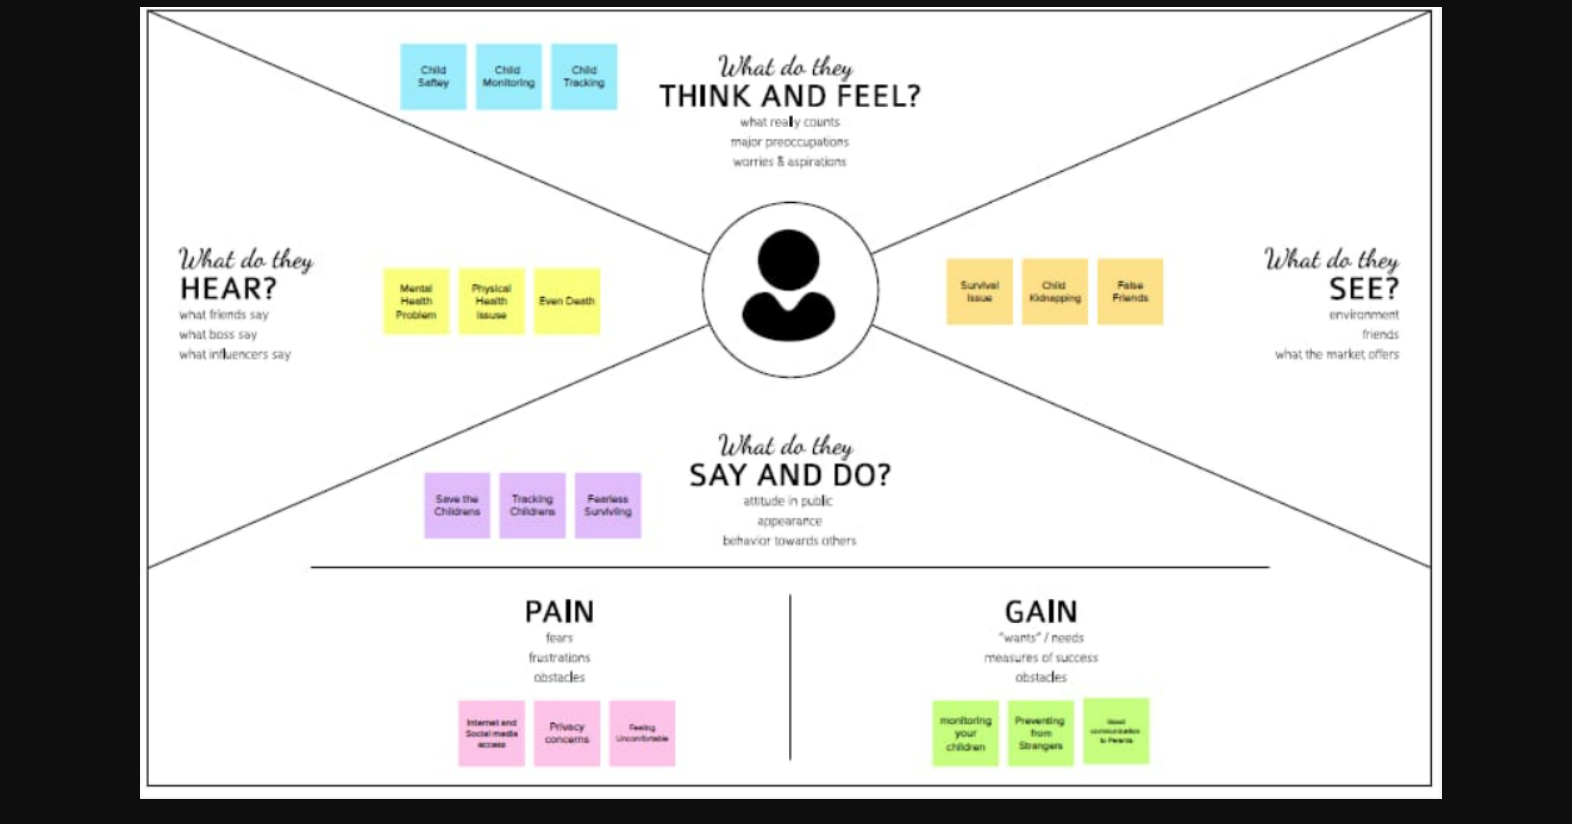 Child
Saftey
Child
Monitoring
Child
Tracking
What do they
THINK AND FEEL?
what really counts
major preoccupations
worries & aspirations
What do they
HEAR?
what friends say
what boss say
what influencers say
Mental
Health
Problem
Physical
Health
Issuse
Even Death
Survival
Issue
Child
Kidnapping
False
Friends
What do they
SEE?
environment
friends
what the market offers
What do they
SAY AND DO?
attitude in public
appearance
behavior towards others
Save the
Childrens
Tracking
Childrens
Fearless
Surviving
PAIN
fears
frustrations
obstacles
Internet and
Social media
access
Privacy
concerns
Feeling
Uncomfortable
GAIN
"wants" / needs
measures of success
obstacles
monitoring
your
children
Preventing
from
Strangers
communication
to Parents